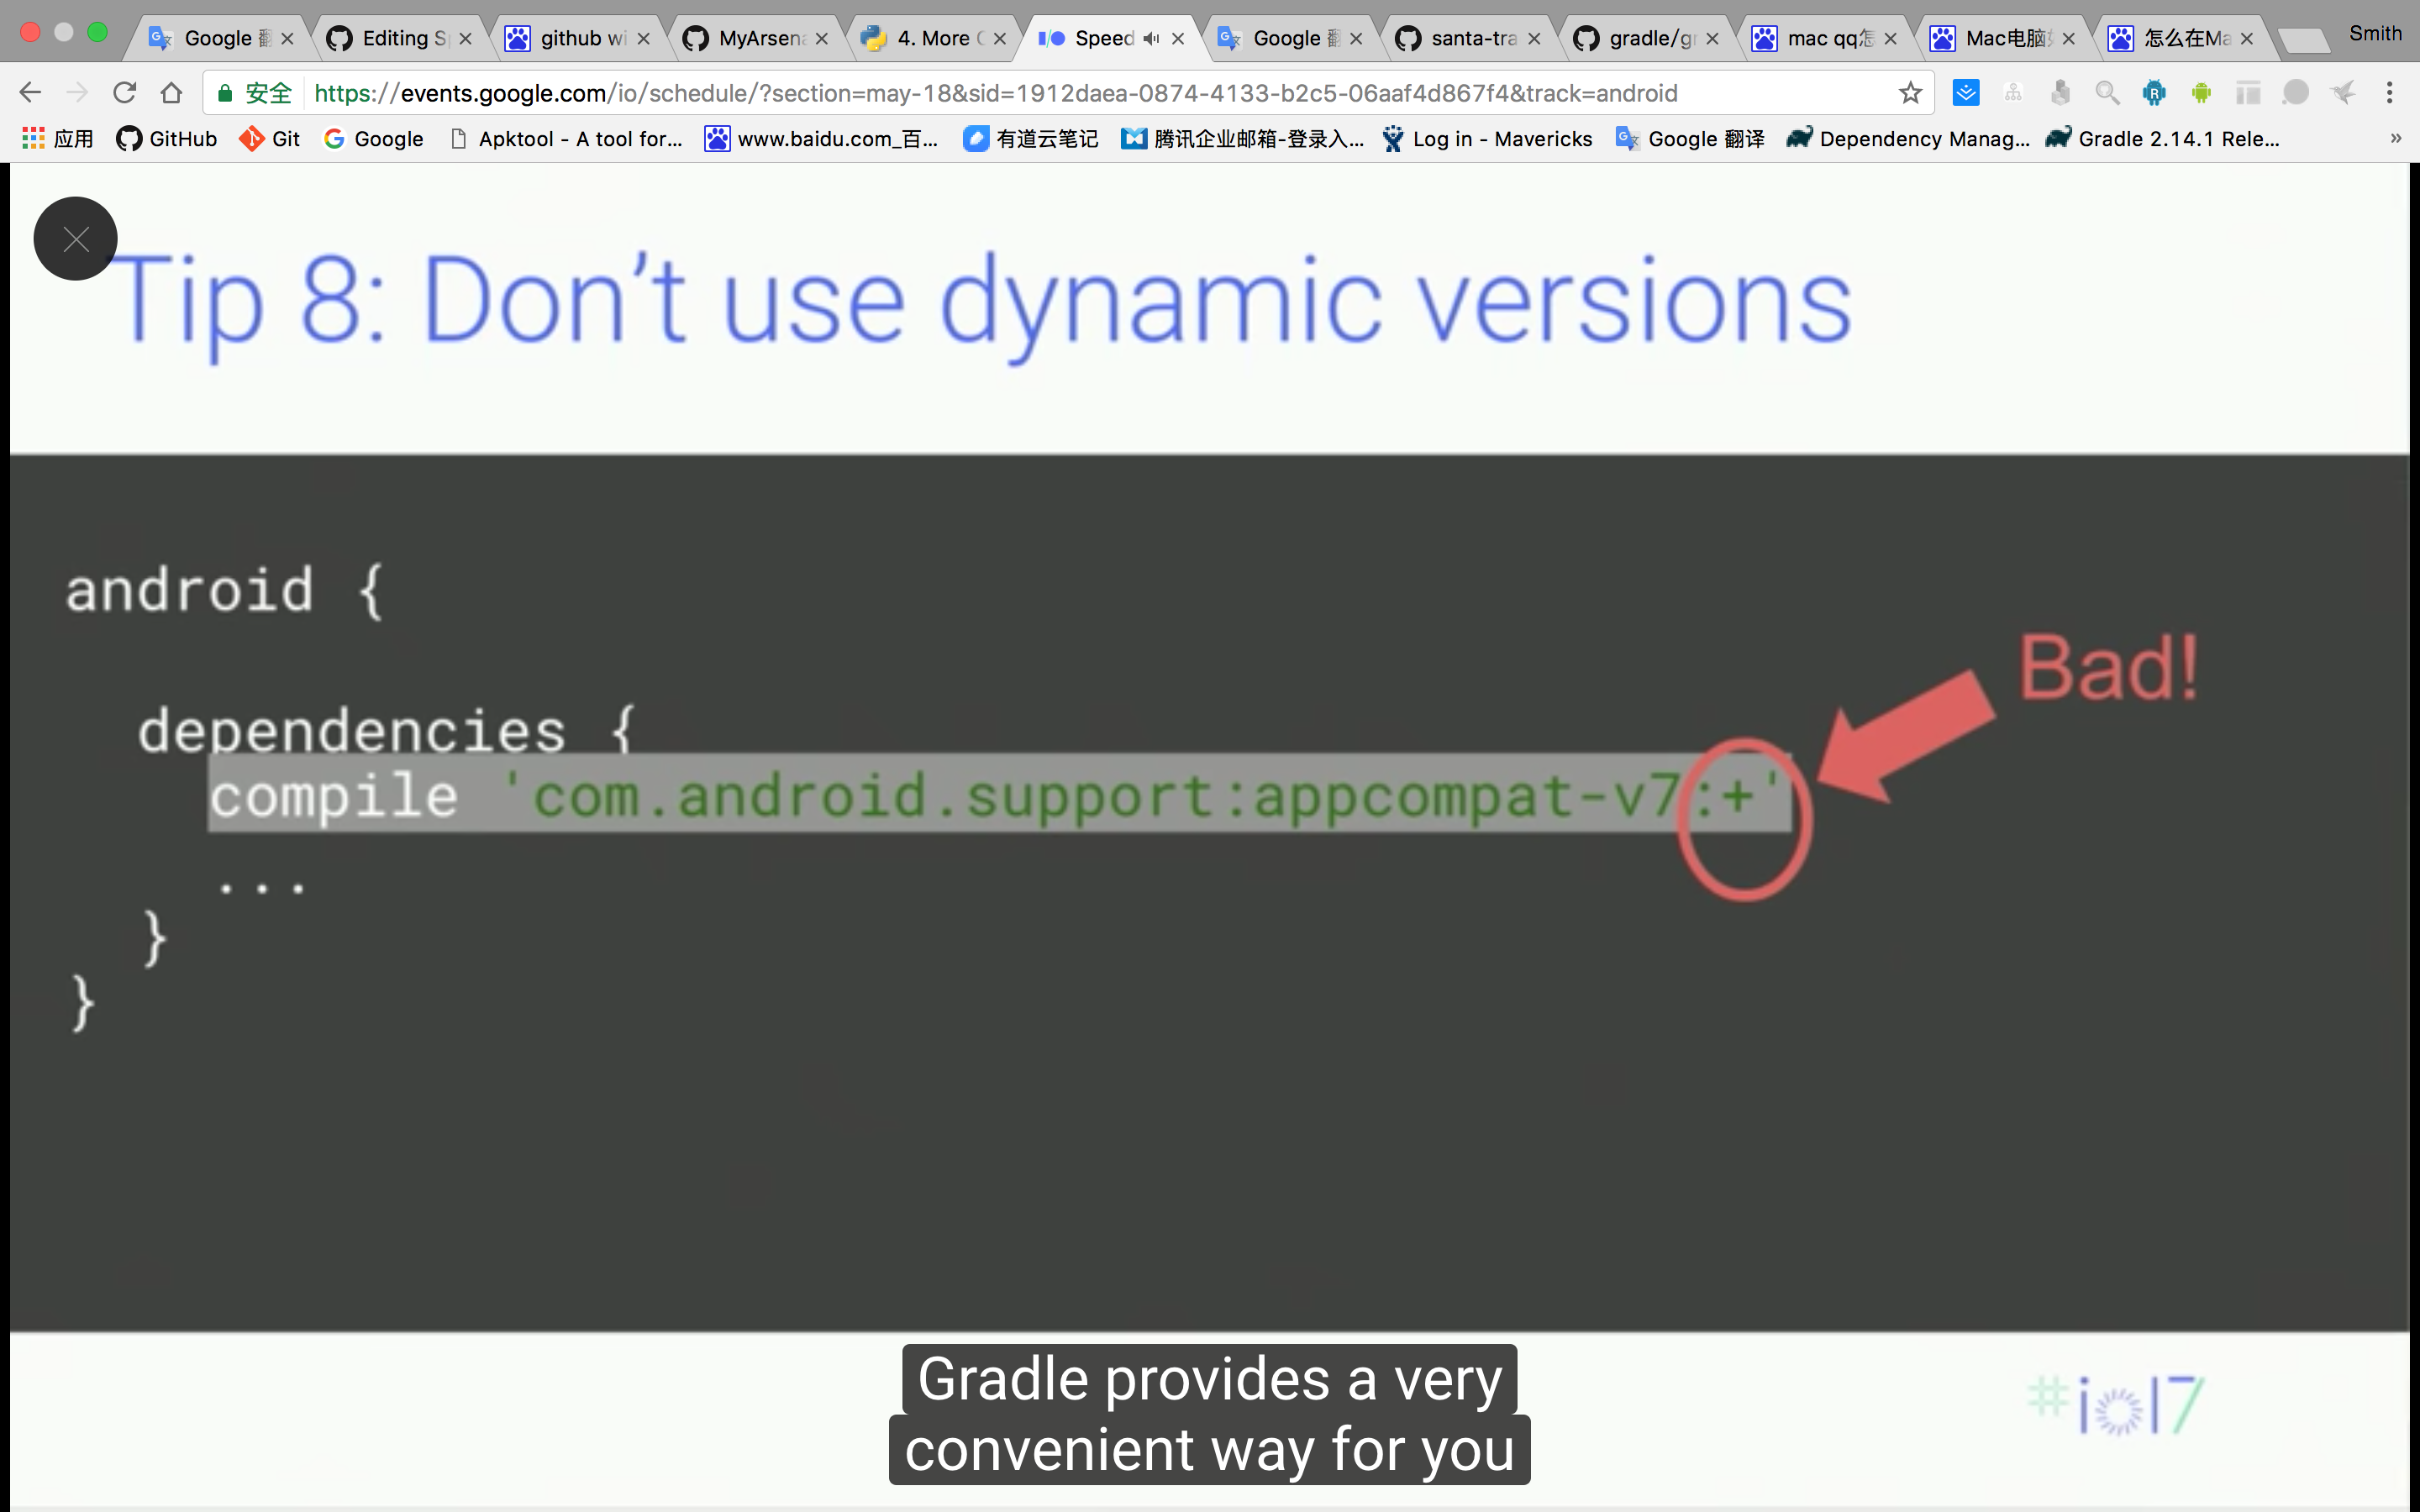 Google 翻
Editing S
github wi
MyArsena
4. More
Speed
Google 翻
santa-tra
gradle/g
mac qq怎
Mac电脑
怎么在Ma
Smith
安全
https://events.google.com/io/schedule/?section=may-18&sid=1912daea-0874-4133-b2c5-06aaf4d867f4&track=android
应用
GitHub
Git
Google
Apktool - A tool for...
www.baidu.com_百...
有道云笔记
腾讯企业邮箱-登录入...
Log in - Mavericks
Google 翻译
Dependency Manag...
Gradle 2.14.1 Rele...
»
Tip 8: Don’t use dynamic versions
android {
Bad!
dependencies {
compile 'com.android.support:appcompat-v7:+'
...
}
}
Gradle provides a very
convenient way for you
#io17